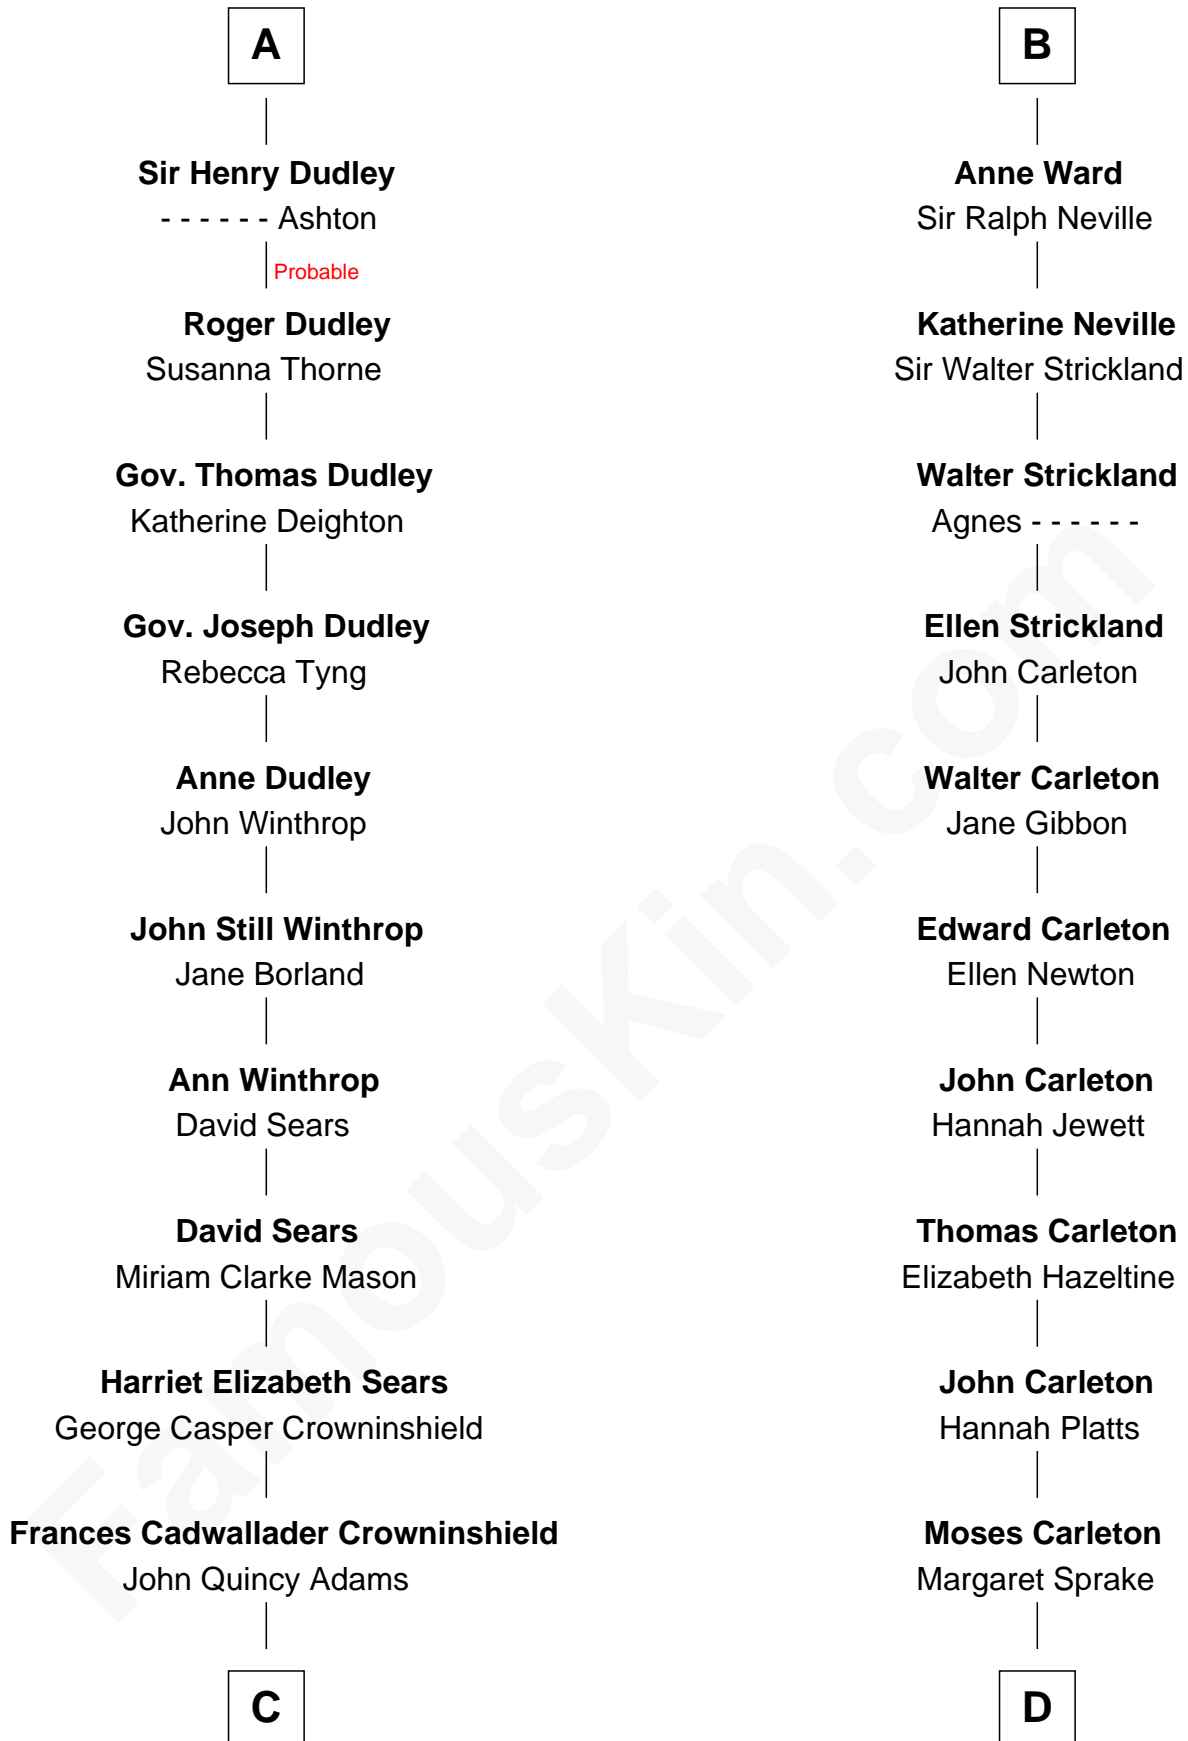 A
Sir Henry Dudley
- - - - - - Ashton
Probable
Roger Dudley
Susanna Thorne
Gov. Thomas Dudley
Katherine Deighton
Gov. Joseph Dudley
Rebecca Tyng
Anne Dudley
John Winthrop
John Still Winthrop
Jane Borland
Ann Winthrop
David Sears
David Sears
Miriam Clarke Mason
Harriet Elizabeth Sears
George Casper Crowninshield
Frances Cadwallader Crowninshield
John Quincy Adams
C
B
Anne Ward
Sir Ralph Neville
Katherine Neville
Sir Walter Strickland
Walter Strickland
Agnes - - - - - -
Ellen Strickland
John Carleton
Walter Carleton
Jane Gibbon
Edward Carleton
Ellen Newton
John Carleton
Hannah Jewett
Thomas Carleton
Elizabeth Hazeltine
John Carleton
Hannah Platts
Moses Carleton
Margaret Sprake
D
FamousKin.com